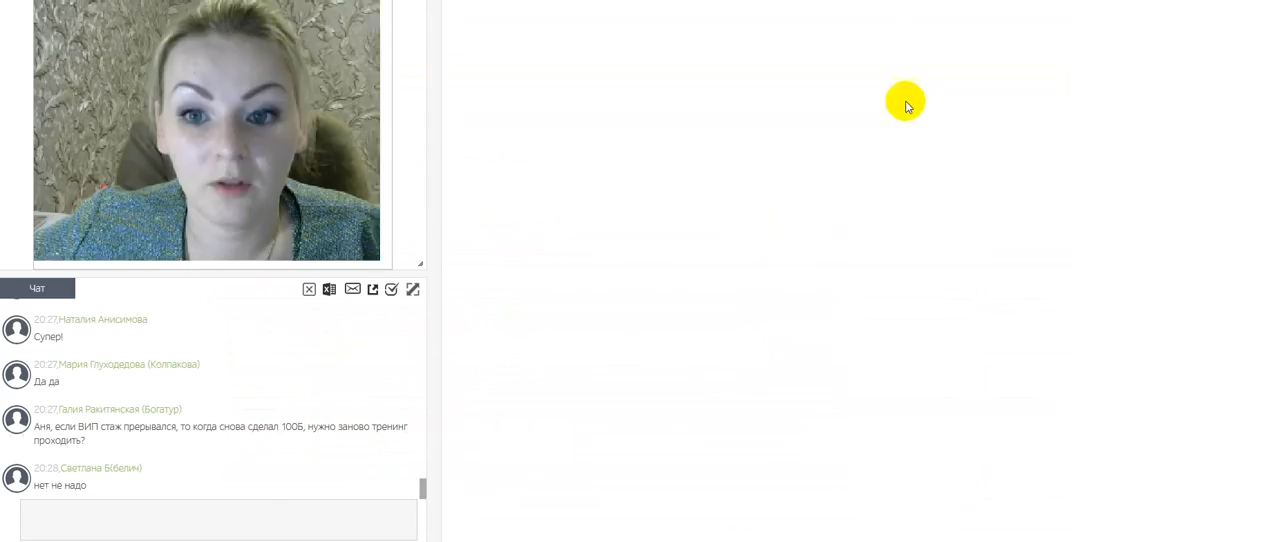 Чат
20:27,Наталия Анисимова
Супер!
20:27,Мария Глуходедова (Колпакова)
Да да
20:27,Галия Ракитянская (Богатур)
Аня, если ВИП стаж прерывался, то когда снова сделал 100Б, нужно заново тренинг
проходить?
20:28,Светлана Б(белич)
нет не надо